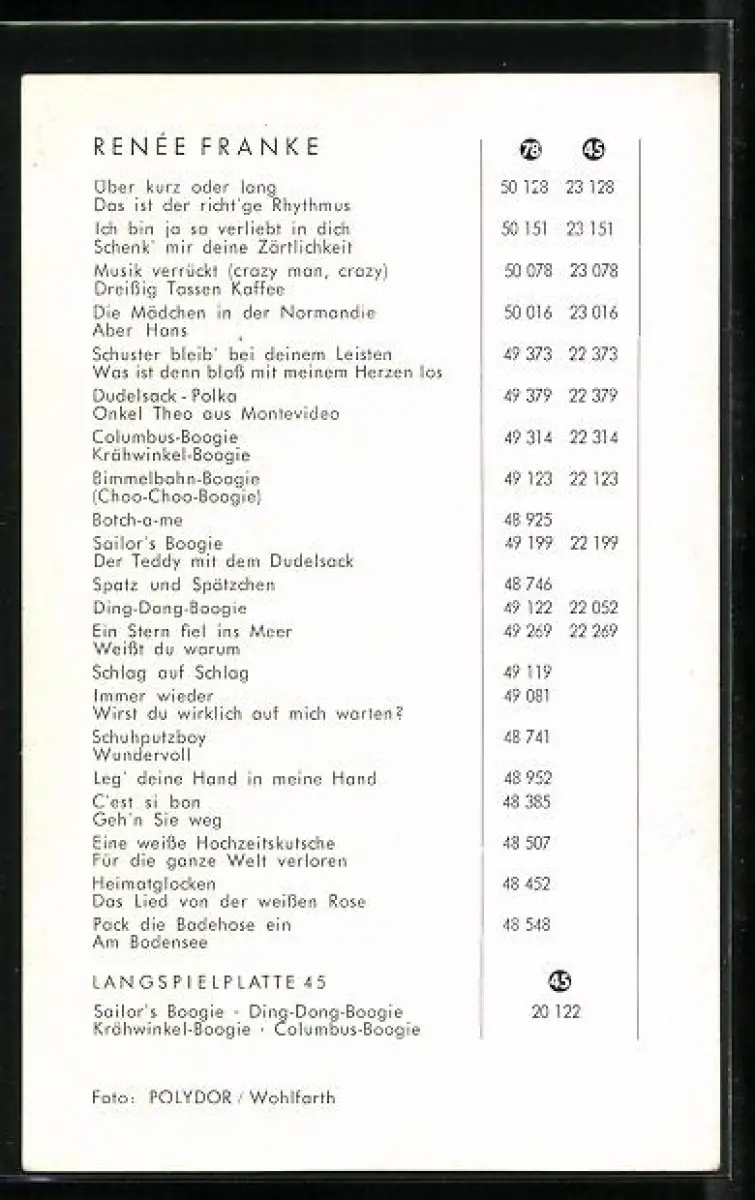 RENÉE FRANKE 78 45
Über kurz oder lang 50 128 23 128
Das ist der richt'ge Rhythmus
Ich bin ja so verliebt in dich 50 151 23 151
Schenk' mir deine Zärtlichkeit
Musik verrückt (crazy man, crazy) 50 078 23 078
Dreißig Tassen Kaffee
Die Mädchen in der Normandie 50 016 23 016
Aber Hans
Schuster bleib' bei deinem Leisten 49 373 22 373
Was ist denn bloß mit meinem Herzen los
Dudelsack-Polka 49 379 22 379
Onkel Theo aus Montevideo
Columbus-Boogie 49 314 22 314
Krähwinkel-Boogie
Bimmelbahn-Boogie 49 123 22 123
(Choo-Choo-Boogie)
Botch-a-me 48 925
Sailor's Boogie 49 199 22 199
Der Teddy mit dem Dudelsack
Spatz und Spätzchen 48 746
Ding-Dong-Boogie 49 122 22 052
Ein Stern fiel ins Meer 49 269 22 269
Weißt du warum
Schlag auf Schlag 49 119
Immer wieder 49 081
Wirst du wirklich auf mich warten?
Schuhputzboy 48 741
Wundervoll
Leg' deine Hand in meine Hand 48 952
C'est si bon 48 385
Geh'n Sie weg
Eine weiße Hochzeitskutsche 48 507
Für die ganze Welt verloren
Heimatglocken 48 452
Das Lied von der weißen Rose
Pack die Badehose ein 48 548
Am Bodensee
LANGSPIELPLATTE 45 45
Sailor's Boogie · Ding-Dong-Boogie 20 122
Krähwinkel-Boogie · Columbus-Boogie
Foto: POLYDOR / Wohlfarth